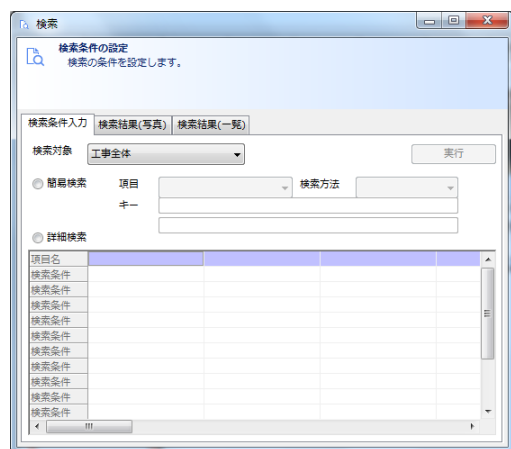 検索
検索条件の設定
検索の条件を設定します。
検索条件入力 検索結果(写真) 検索結果(一覧)
検索対象 工事全体 実行
簡易検索 項目 検索方法
キー
詳細検索
項目名
検索条件
検索条件
検索条件
検索条件
検索条件
検索条件
検索条件
検索条件
検索条件
検索条件